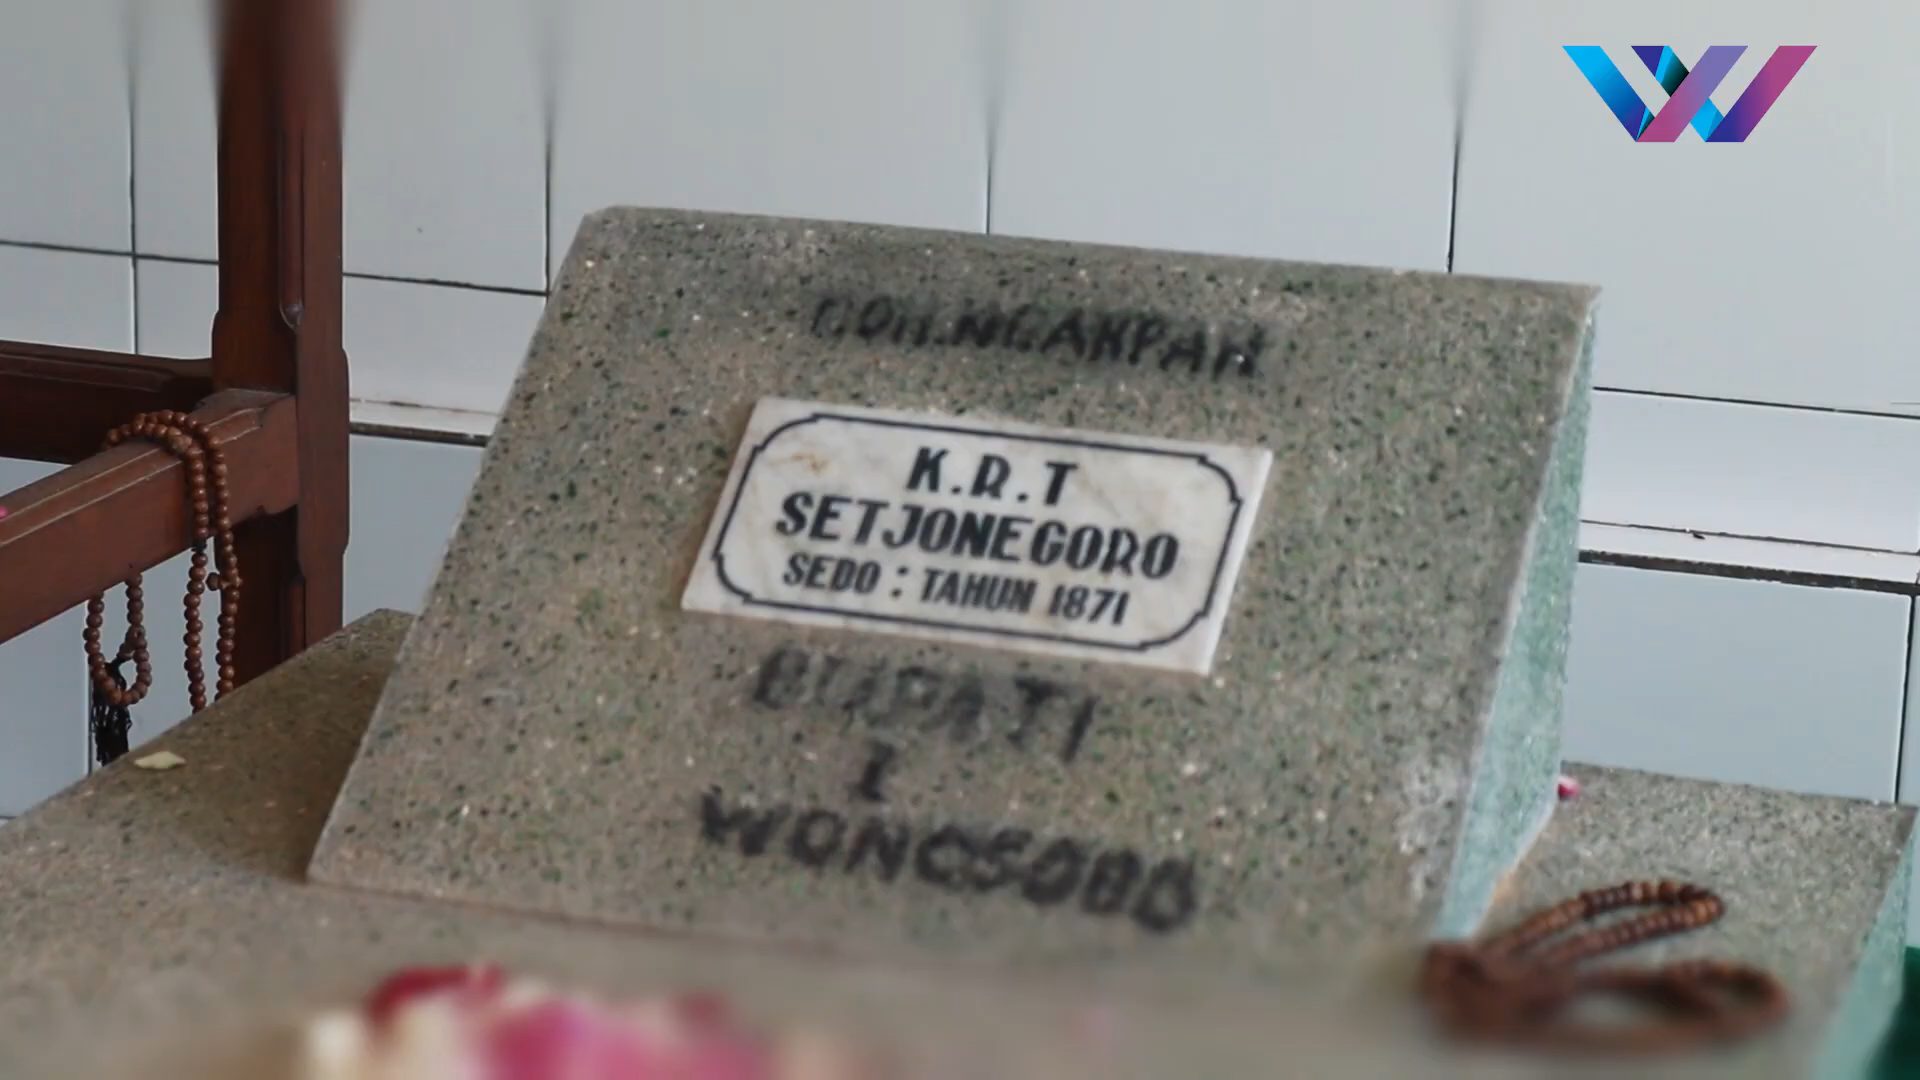 K.R.T
SETJONEGORO
SEDO : TAHUN 1871
BUPATI
I
WONOSOBO